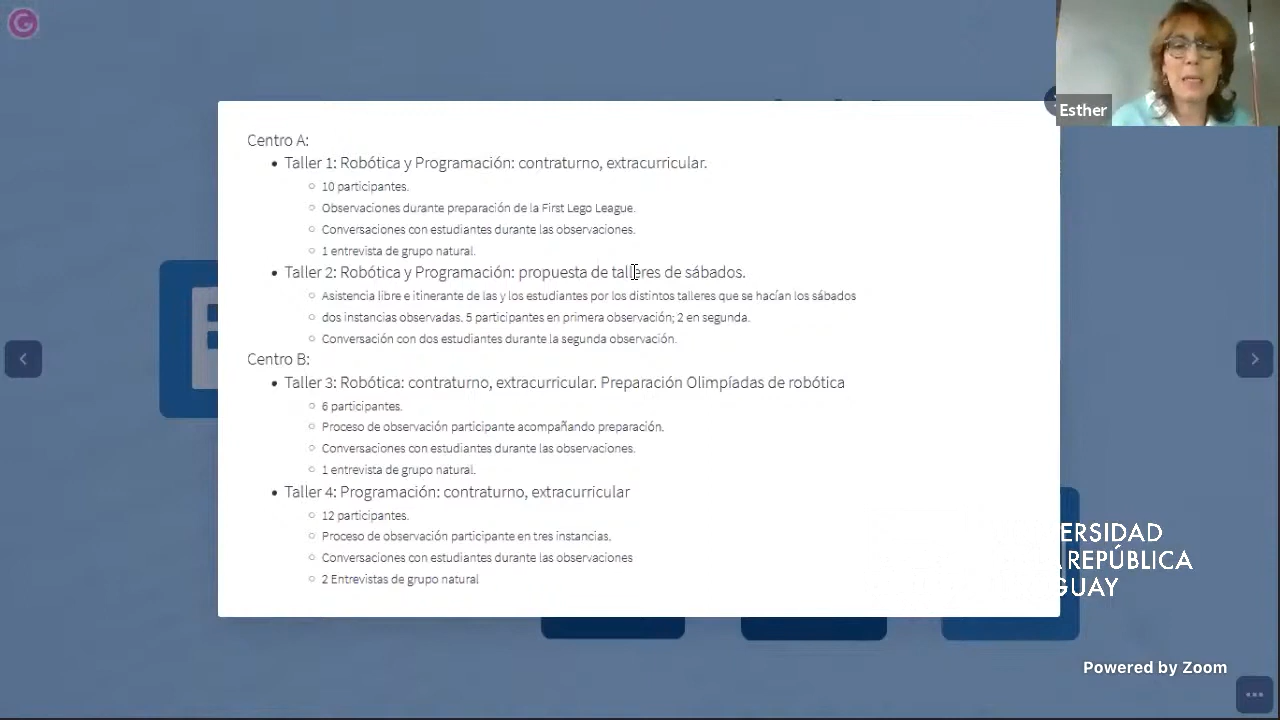 Esther
Centro A:
• Taller 1: Robótica y Programación: contraturno, extracurricular.
○ 10 participantes.
○ Observaciones durante preparación de la First Lego League.
○ Conversaciones con estudiantes durante las observaciones.
○ 1 entrevista de grupo natural.
• Taller 2: Robótica y Programación: propuesta de talleres de sábados.
○ Asistencia libre e itinerante de las y los estudiantes por los distintos talleres que se hacían los sábados
○ dos instancias observadas. 5 participantes en primera observación; 2 en segunda.
○ Conversación con dos estudiantes durante la segunda observación.
Centro B:
• Taller 3: Robótica: contraturno, extracurricular. Preparación Olimpíadas de robótica
○ 6 participantes.
○ Proceso de observación participante acompañando preparación.
○ Conversaciones con estudiantes durante las observaciones.
○ 1 entrevista de grupo natural.
• Taller 4: Programación: contraturno, extracurricular
○ 12 participantes.
○ Proceso de observación participante en tres instancias.
○ Conversaciones con estudiantes durante las observaciones
○ 2 Entrevistas de grupo natural
ERSIDAD
REPÚBLICA
GUAY
Powered by Zoom